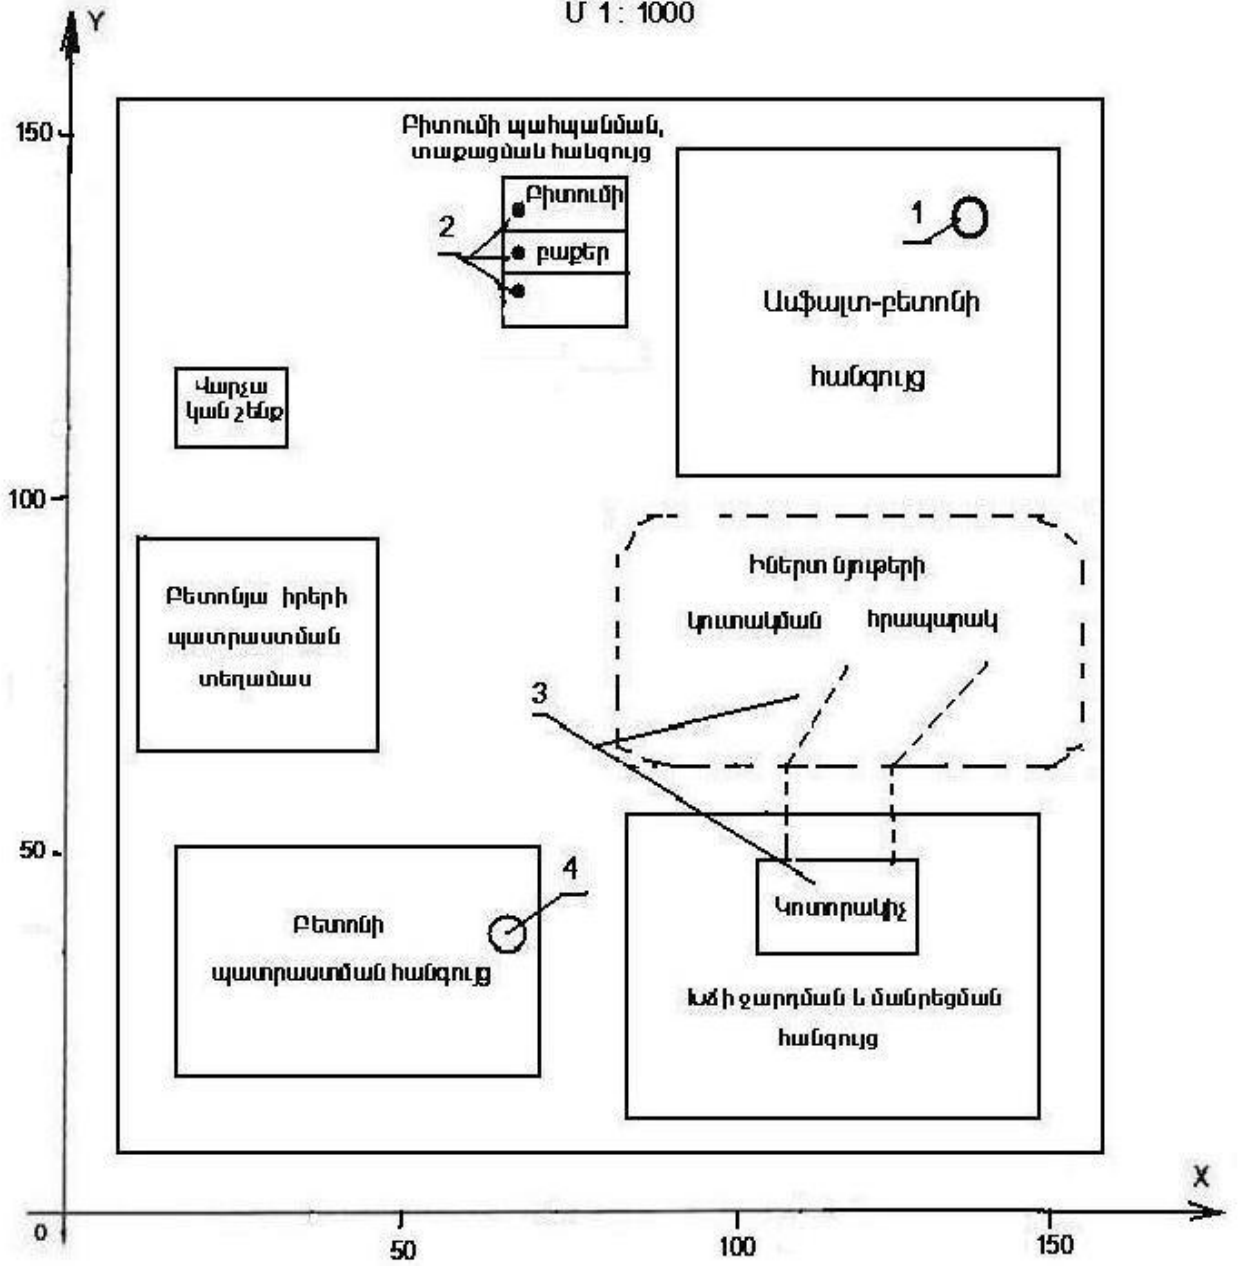 Մ 1 : 1000
Y
150
Բիտումի պահպանման,
տաքացման հանգույց
Բիտումի
2
բաքեր
1
Ասֆալտ-բետոնի
հանգույց
Վարչա
կան շենք
100
Իներտ նյութերի
կուտակման հրապարակ
Բետոնյա իրերի
պատրաստման
տեղամաս
3
50
4
Բետոնի
պատրաստման հանգույց
Կոտորակիչ
Խճի ջարդման և մանրեցման
հանգույց
X
0
50
100
150